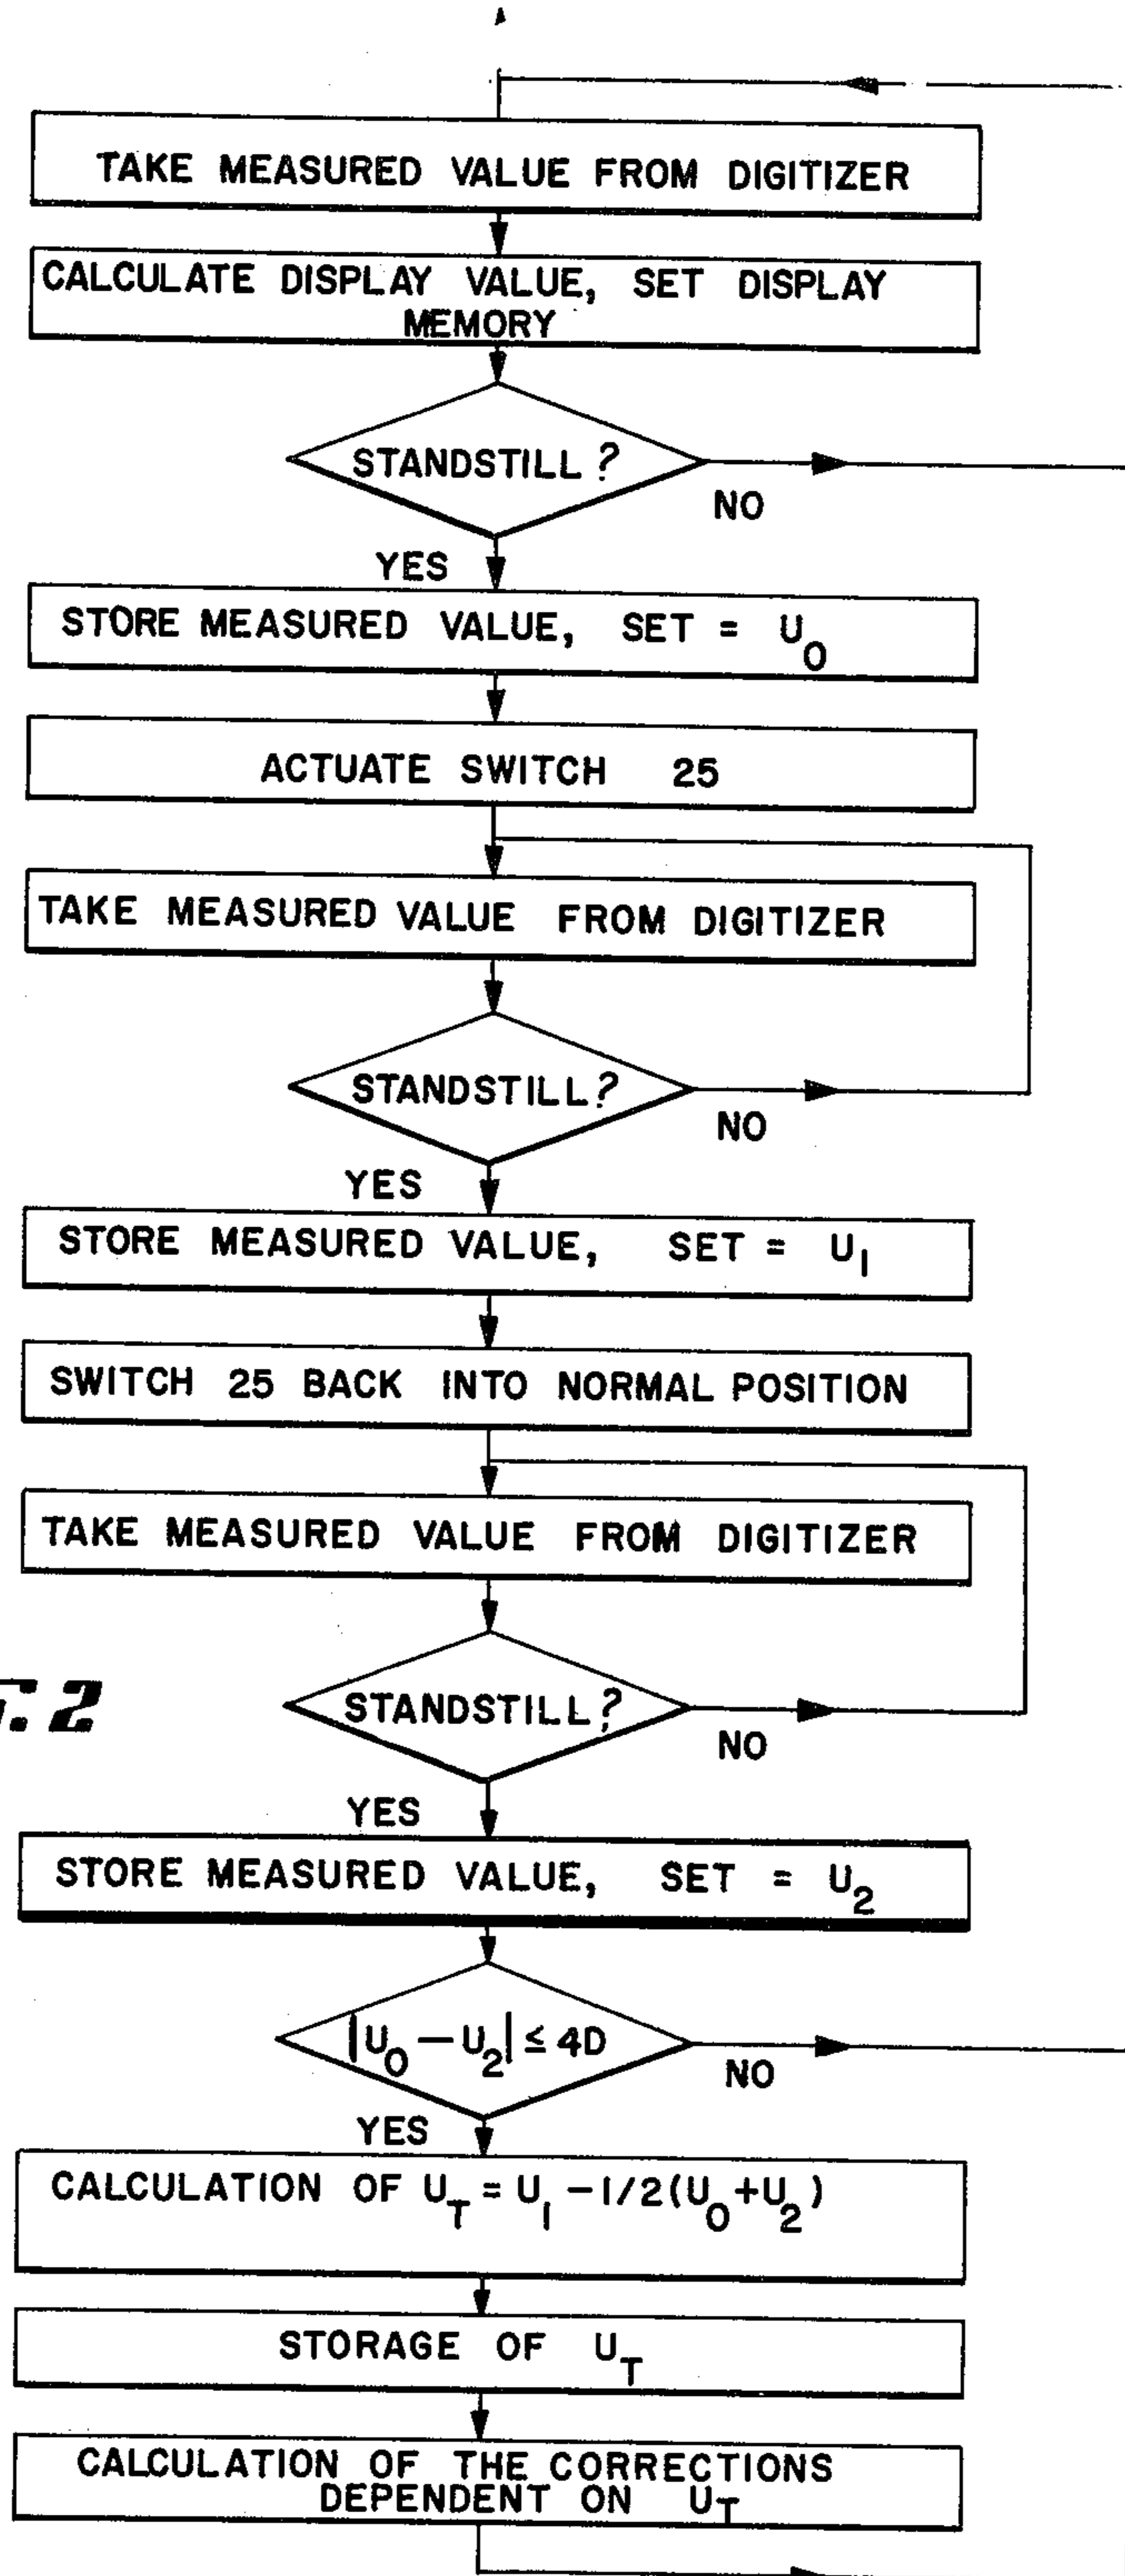 TAKE MEASURED VALUE FROM DIGITIZER
CALCULATE DISPLAY VALUE, SET DISPLAY
MEMORY
STANDSTILL?
NO
YES
STORE MEASURED VALUE, SET = U0
ACTUATE SWITCH 25
TAKE MEASURED VALUE FROM DIGITIZER
STANDSTILL?
NO
YES
STORE MEASURED VALUE, SET = U1
SWITCH 25 BACK INTO NORMAL POSITION
TAKE MEASURED VALUE FROM DIGITIZER
STANDSTILL?
NO
YES
STORE MEASURED VALUE, SET = U2
|U0 − U2| ≤ 4D
NO
YES
CALCULATION OF UT = U1 − 1/2(U0+U2)
STORAGE OF UT
CALCULATION OF THE CORRECTIONS
DEPENDENT ON UT
2